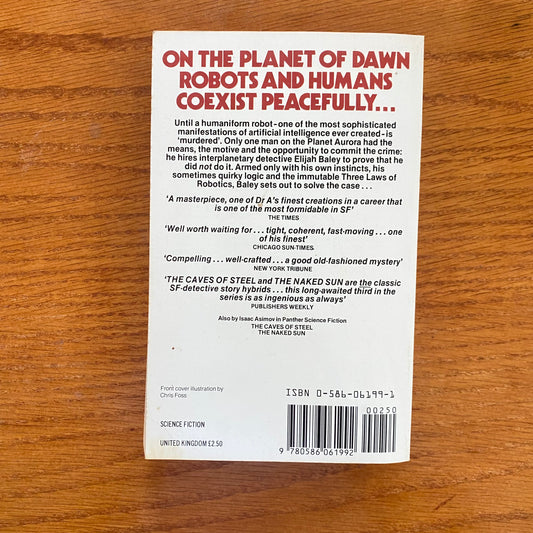 ON THE PLANET OF DAWN
ROBOTS AND HUMANS
COEXIST PEACEFULLY...
Until a humaniform robot-one of the most sophisticated
manifestations of artificial intelligence ever created-is
'murdered'. Only one man on the Planet Aurora had the
means, the motive and the opportunity to commit the crime:
he hires interplanetary detective Elijah Baley to prove that he
did not do it. Armed only with his own instincts, his
sometimes quirky logic and the immutable Three Laws of
Robotics, Baley sets out to solve the case ...
'A masterpiece, one of Dr A's finest creations in a career that
is one of the most formidable in SF'
THE TIMES
'Well worth waiting for ... tight, coherent, fast-moving ... one
of his finest'
CHICAGO SUN-TIMES.
'Compelling ... well-crafted ... a good old-fashioned mystery'
NEW YORK TRIBUNE
'THE CAVES OF STEEL and THE NAKED SUN are the classic
SF-detective story hybrids ... this long-awaited third in the
series is as ingenious as always'
PUBLISHERS WEEKLY
Also by Isaac Asimov in Panther Science Fiction
THE CAVES OF STEEL
THE NAKED SUN
Front cover illustration by
Chris Foss
ISBN 0-586-06199-1
00250
SCIENCE FICTION
UNITED KINGDOM £2.50
9 780586 061992